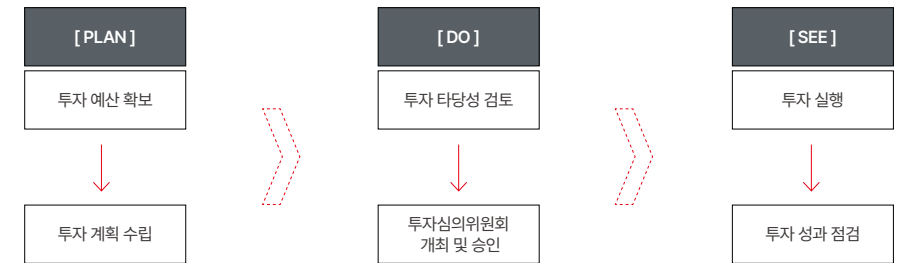 [ PLAN ]
투자 예산 확보
투자 계획 수립
[ DO ]
투자 타당성 검토
투자심의위원회
개최 및 승인
[ SEE ]
투자 실행
투자 성과 점검